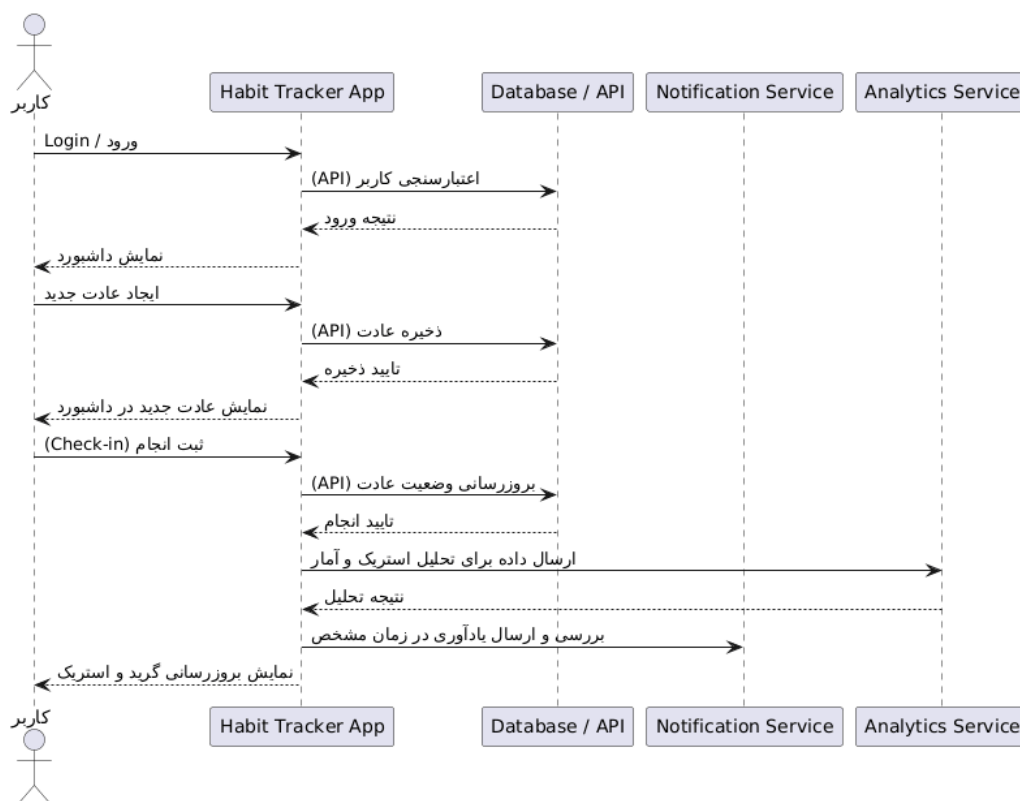 کاربر
Habit Tracker App
Database / API
Notification Service
Analytics Service
Login / ورود
اعتبارسنجی کاربر (API)
نتیجه ورود
نمایش داشبورد
ایجاد عادت جدید
ذخیره عادت (API)
تایید ذخیره
نمایش عادت جدید در داشبورد
ثبت انجام (Check-in)
بروزرسانی وضعیت عادت (API)
تایید انجام
ارسال داده برای تحلیل استریک و آمار
نتیجه تحلیل
بررسی و ارسال یادآوری در زمان مشخص
نمایش بروزرسانی گرید و استریک
کاربر
Habit Tracker App
Database / API
Notification Service
Analytics Service